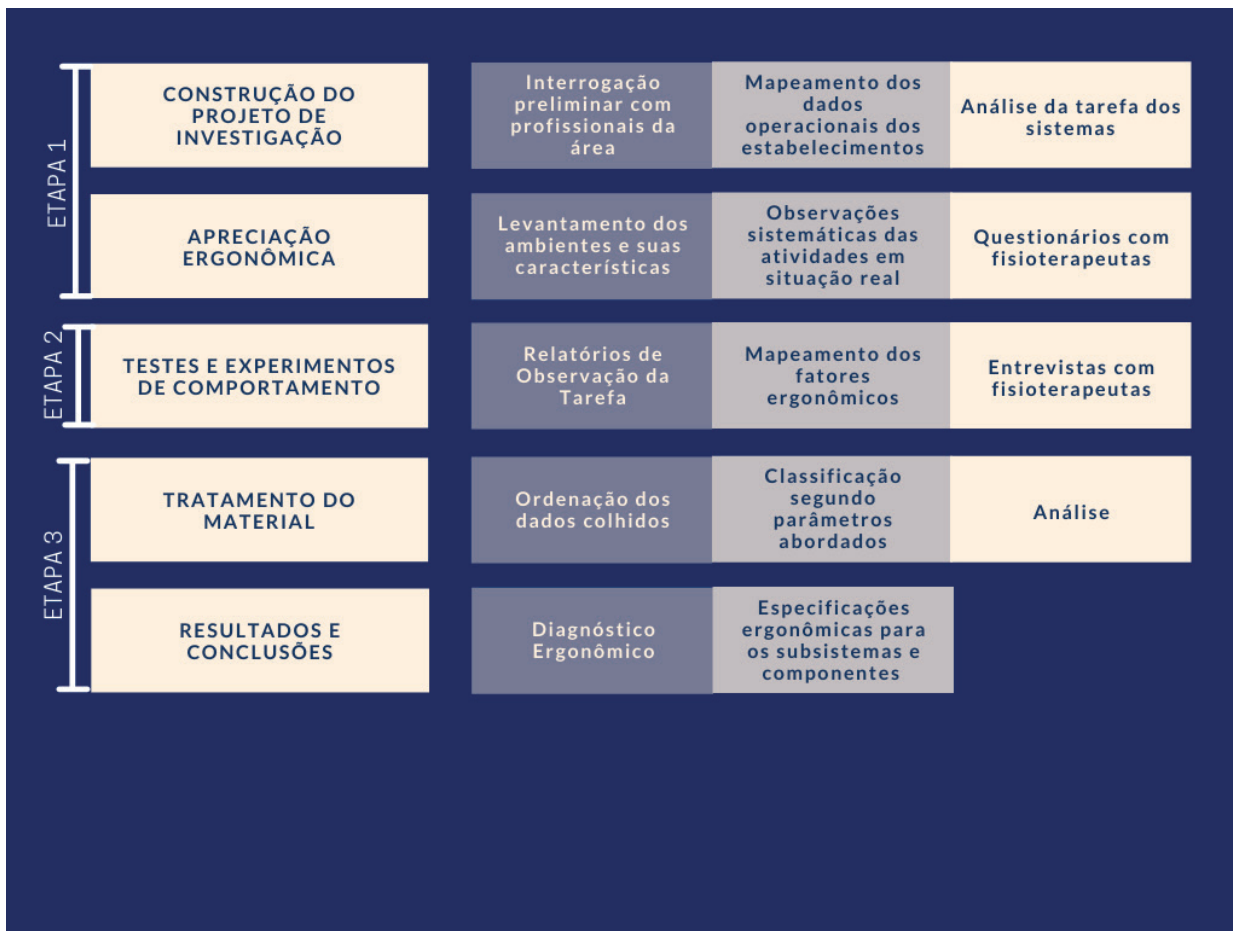 ETAPA 1
CONSTRUÇÃO DO
PROJETO DE
INVESTIGAÇÃO
Interrogação
preliminar com
profissionais da
área
Mapeamento dos
dados
operacionais dos
estabelecimentos
Análise da tarefa dos
sistemas
APRECIAÇÃO
ERGONÔMICA
Levantamento dos
ambientes e suas
características
Observações
sistemáticas das
atividades em
situação real
Questionários com
fisioterapeutas
ETAPA 2
TESTES E EXPERIMENTOS
DE COMPORTAMENTO
Relatórios de
Observação da
Tarefa
Mapeamento dos
fatores
ergonômicos
Entrevistas com
fisioterapeutas
ETAPA 3
TRATAMENTO DO
MATERIAL
Ordenação dos
dados colhidos
Classificação
segundo
parâmetros
abordados
Análise
RESULTADOS E
CONCLUSÕES
Diagnóstico
Ergonômico
Especificações
ergonômicas para
os subsistemas e
componentes